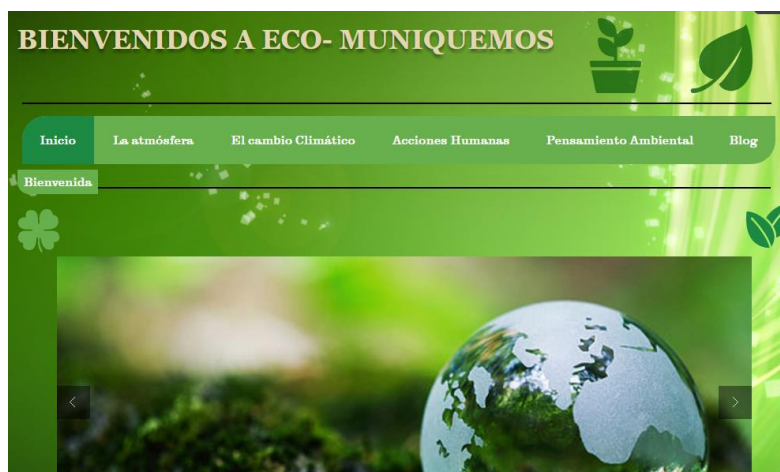 BIENVENIDOS A ECO- MUNIQUEMOS
Inicio La atmósfera El cambio Climático Acciones Humanas Pensamiento Ambiental Blog
Bienvenida